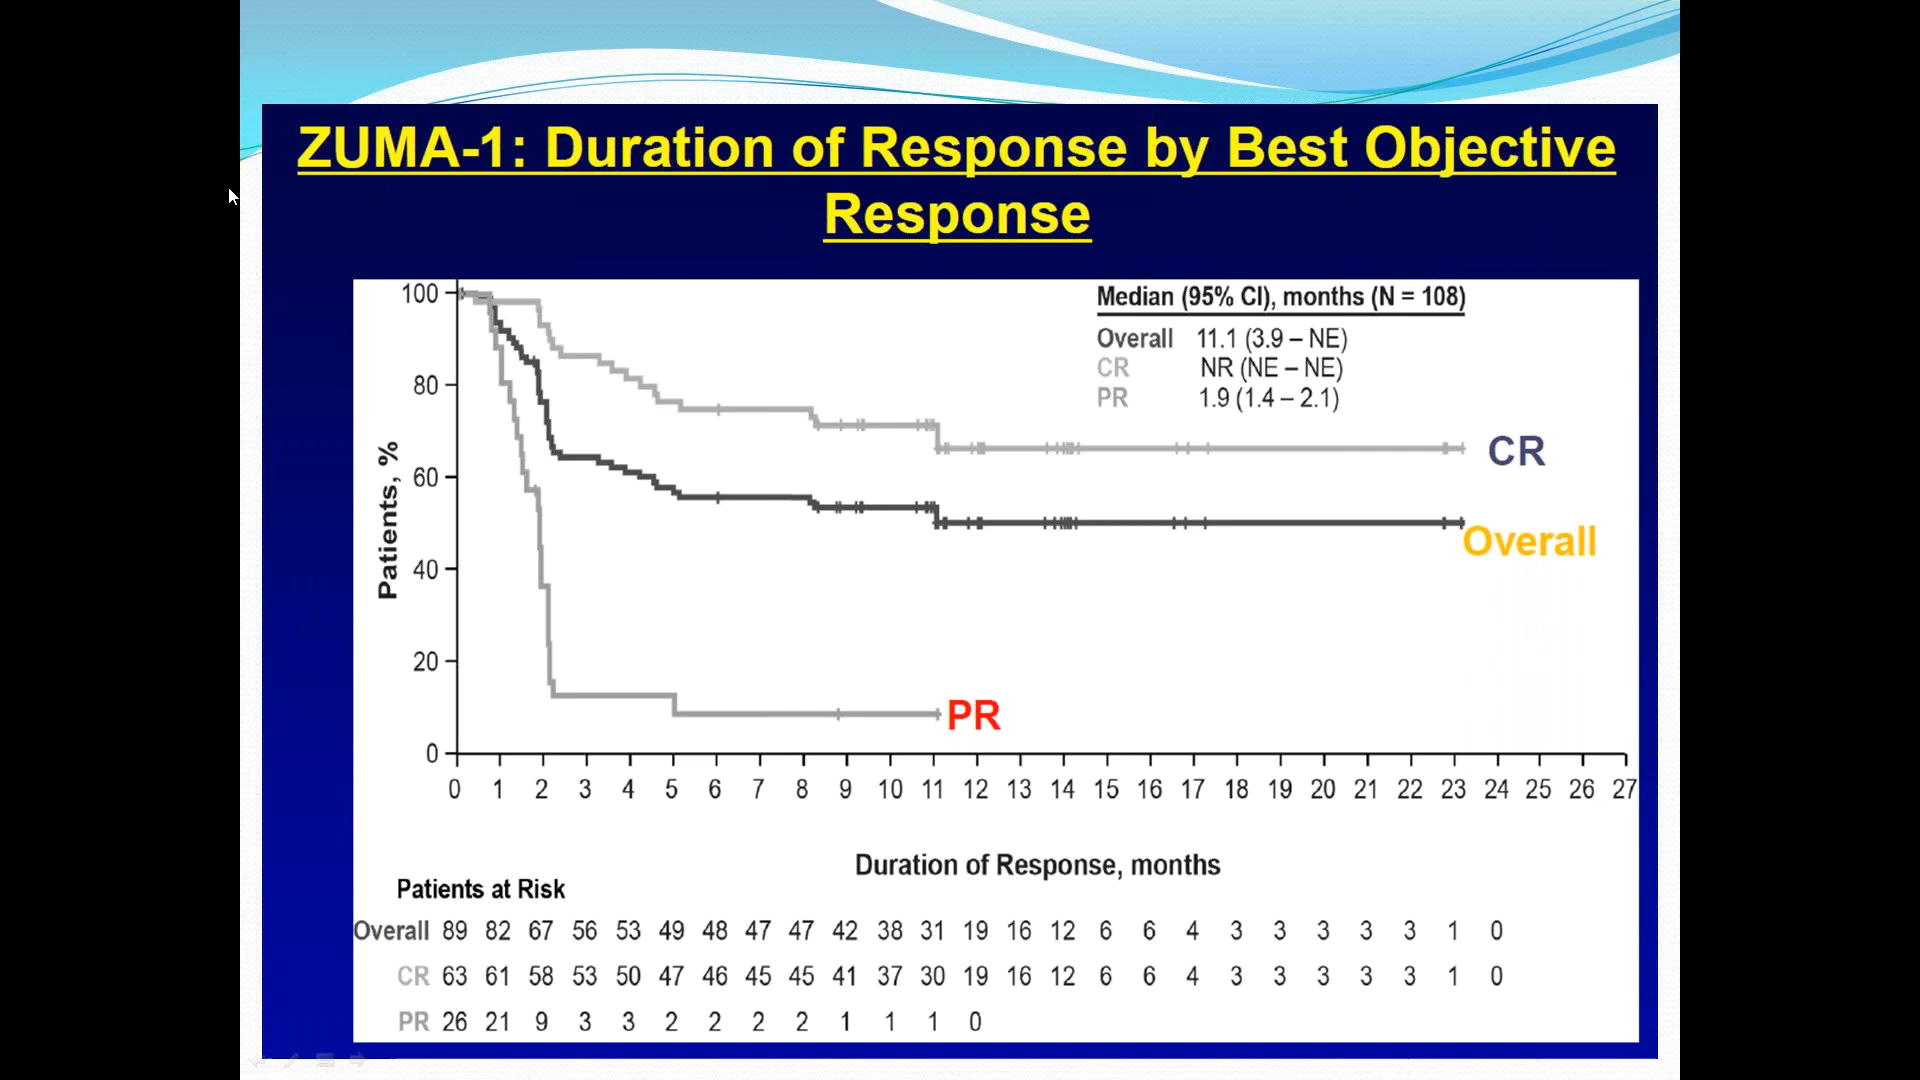 ZUMA-1: Duration of Response by Best Objective
Response
Median (95% CI), months (N = 108)
Overall 11.1 (3.9 – NE)
CR NR (NE – NE)
PR 1.9 (1.4 – 2.1)
100
80
60
40
20
0
Patients, %
CR
Overall
PR
0 1 2 3 4 5 6 7 8 9 10 11 12 13 14 15 16 17 18 19 20 21 22 23 24 25 26 27
Duration of Response, months
Patients at Risk
Overall 89 82 67 56 53 49 48 47 47 42 38 31 19 16 12 6 6 4 3 3 3 3 3 1 0
CR 63 61 58 53 50 47 46 45 45 41 37 30 19 16 12 6 6 4 3 3 3 3 3 1 0
PR 26 21 9 3 3 2 2 2 2 1 1 1 0